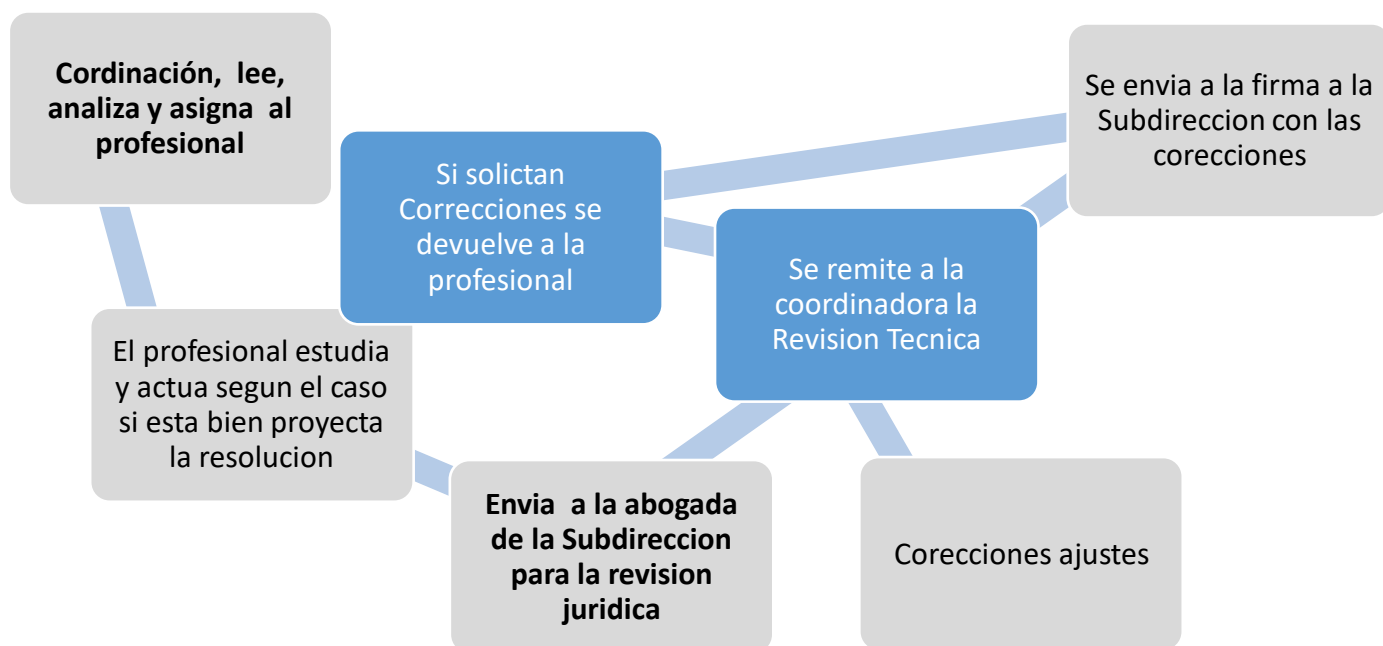 Cordinación, lee,
analiza y asigna al
profesional
Si solictan
Correcciones se
devuelve a la
profesional
Se envia a la firma a la
Subdireccion con las
corecciones
Se remite a la
coordinadora la
Revision Tecnica
El profesional estudia
y actua segun el caso
si esta bien proyecta
la resolucion
Envia a la abogada
de la Subdireccion
para la revision
juridica
Corecciones ajustes